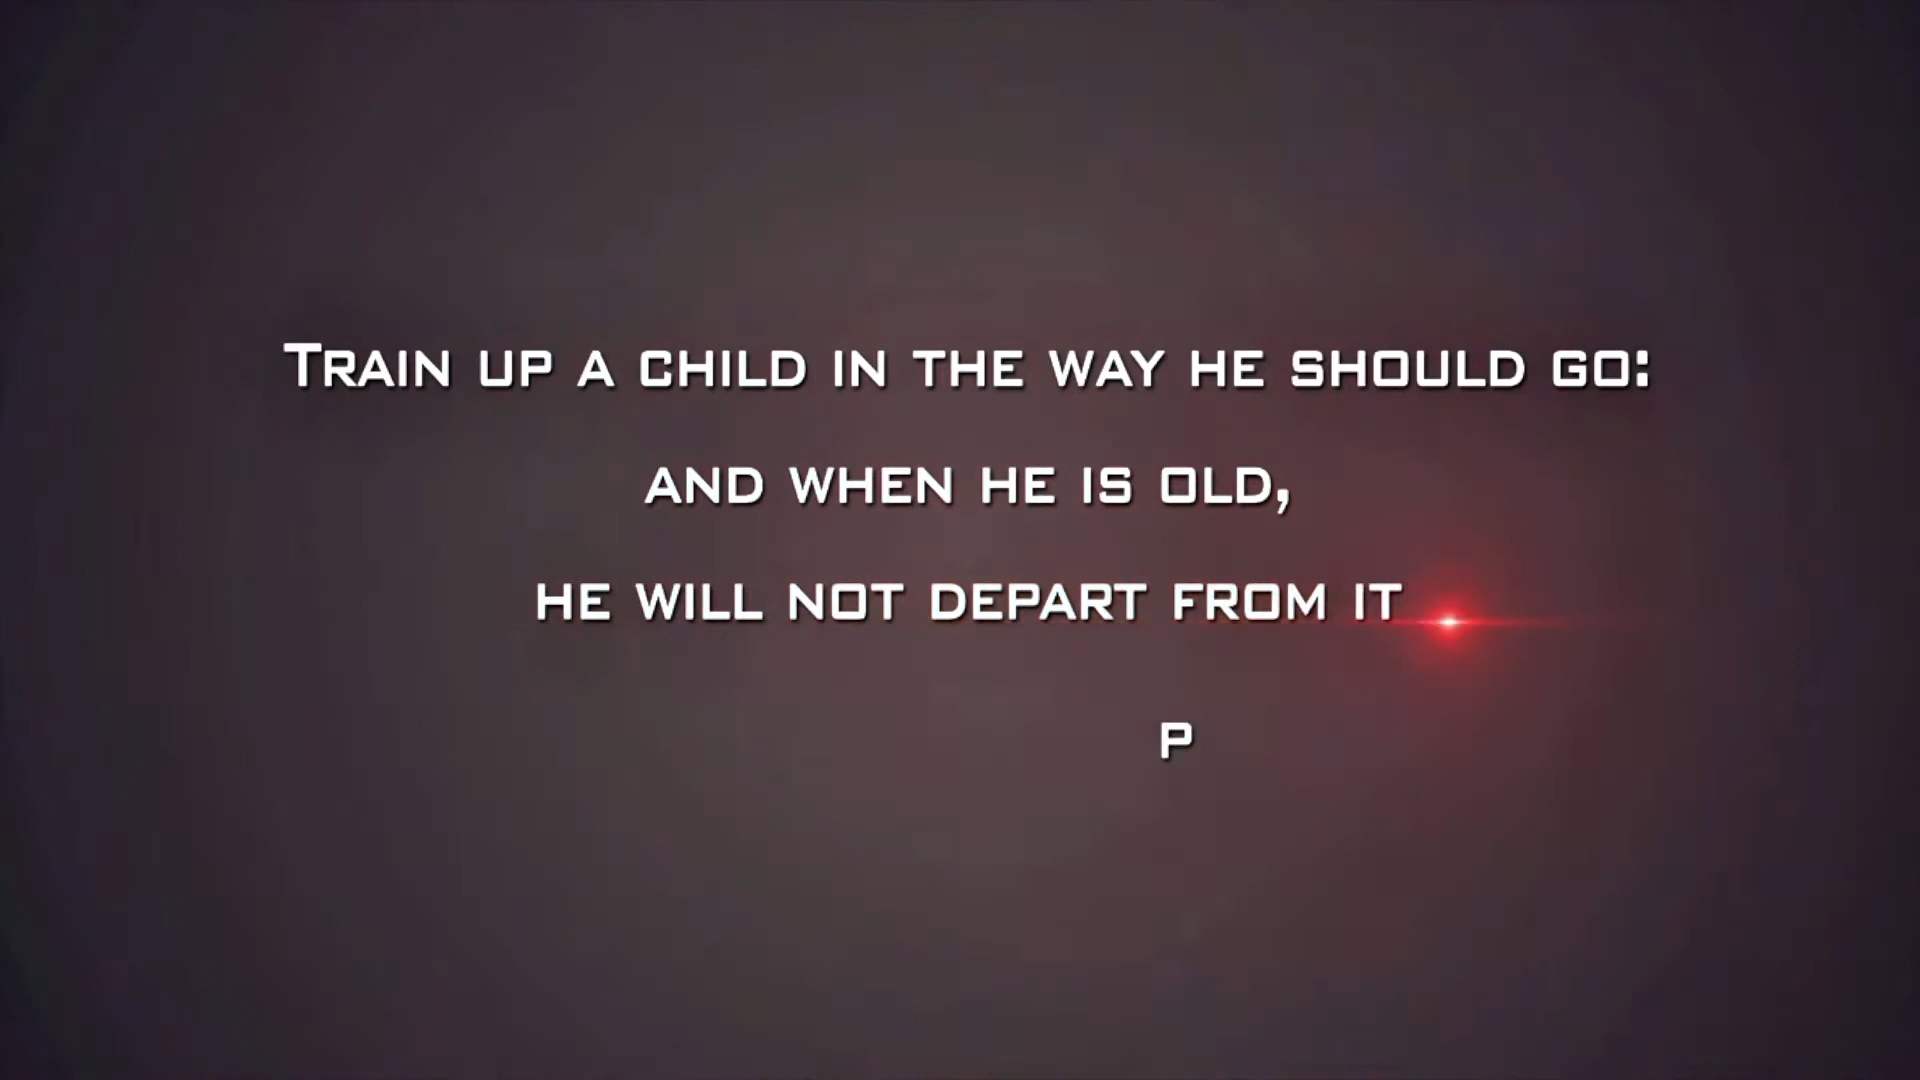 Train up a child in the way he should go:
and when he is old,
he will not depart from it
P